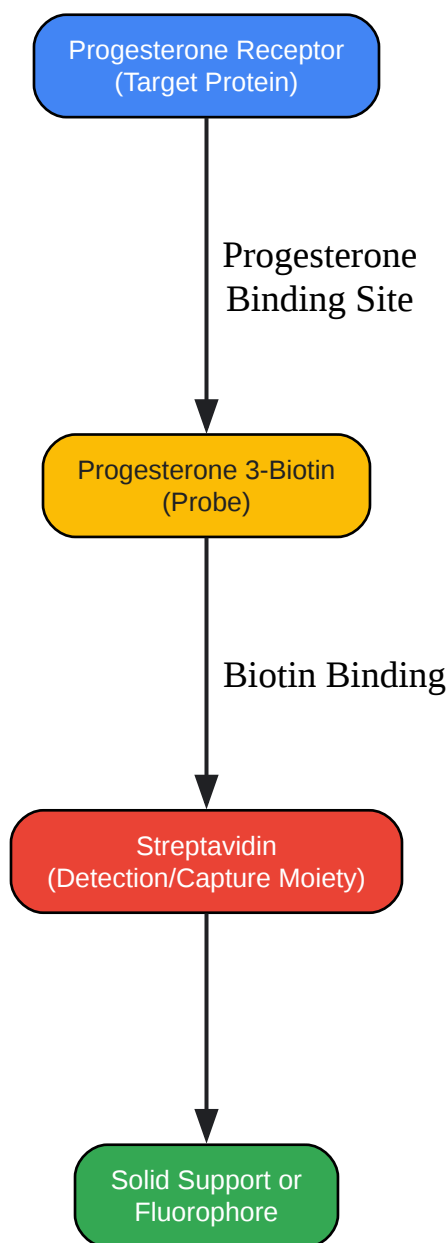 Progesterone Receptor
(Target Protein)
Progesterone
Binding Site
Progesterone 3-Biotin
(Probe)
Biotin Binding
Streptavidin
(Detection/Capture Moiety)
Solid Support or
Fluorophore